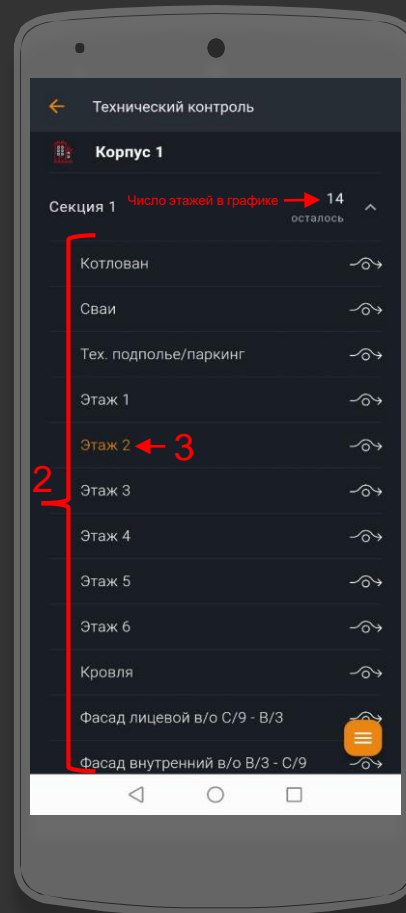 Технический контроль
Корпус 1
Секция 1 Число этажей в графике 14
осталось
Котлован
Сваи
Тех. подполье/паркинг
Этаж 1
Этаж 2 3
Этаж 3
2
Этаж 4
Этаж 5
Этаж 6
Кровля
Фасад лицевой в/о С/9 - В/3
Фасад внутренний в/о В/3 - С/9